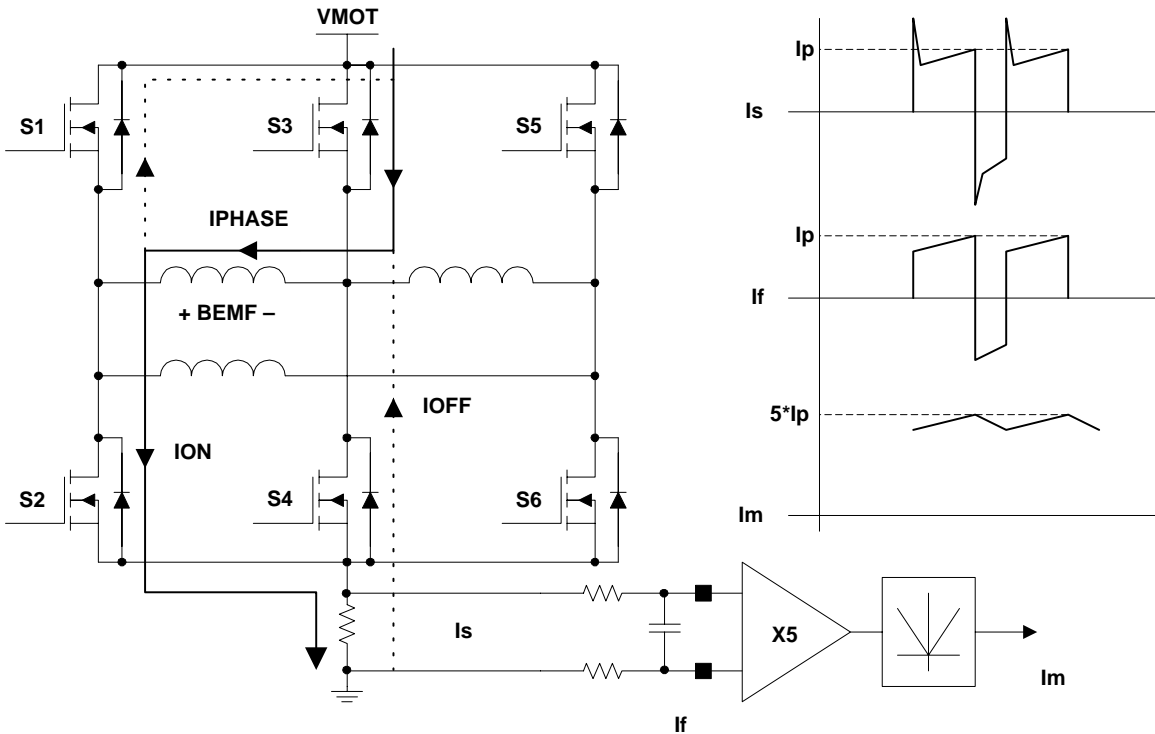 VMOT
S1
S3
S5
IPHASE
+ BEMF –
IOFF
ION
S2
S4
S6
Is
X5
Im
If
Ip
Is
Ip
If
5*Ip
Im